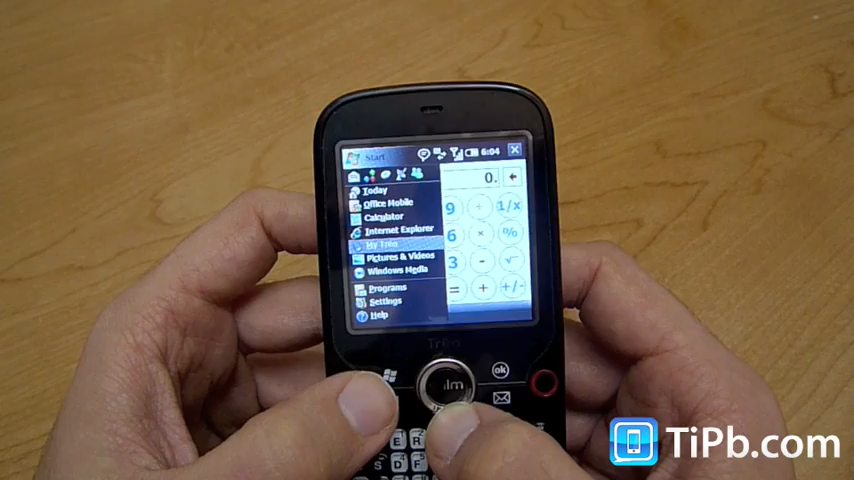 Start 6:04
0.
Today
Office Mobile
Calculator
Internet Explorer
My Treo
Pictures & Videos
Windows Media
Programs
Settings
Help
9 ÷ 1/x
6 × %
3 - √
= + +/-
Treo
ok
E R
S D F
TiPb.com